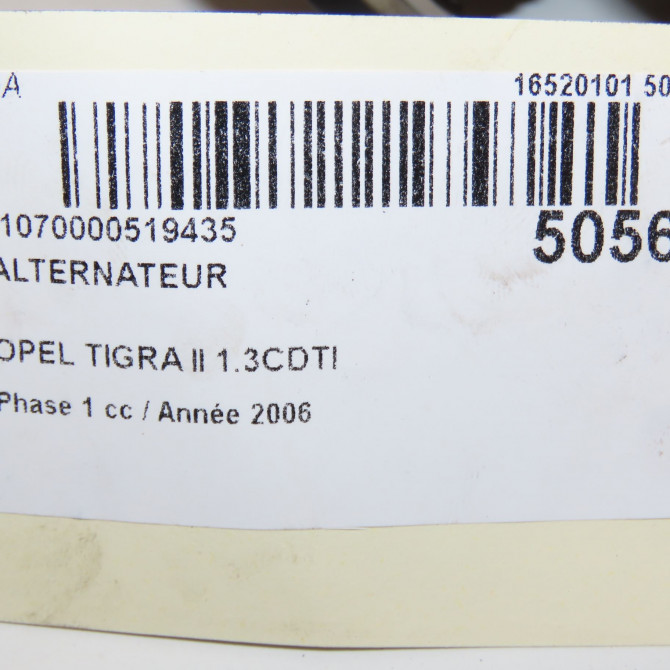 A 16520101 50
1070000519435 5056
ALTERNATEUR
OPEL TIGRA II 1.3CDTI
Phase 1 cc / Année 2006